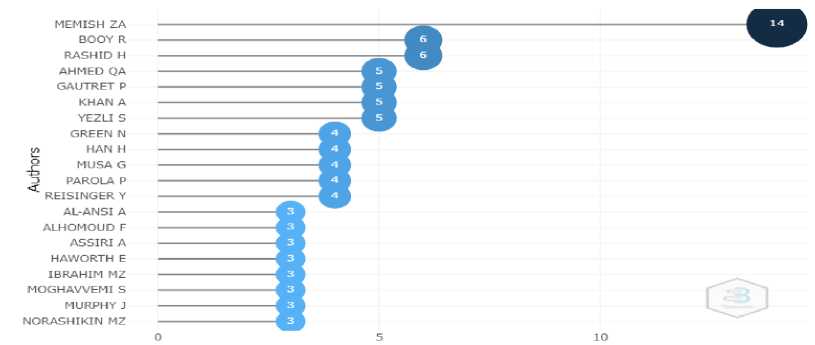 MEMISH ZA 14
BOOY R 6
RASHID H 6
AHMED QA 5
GAUTRET P 5
KHAN A 5
YEZLI S 5
GREEN N 4
HAN H 4
MUSA G 4
PAROLA P 4
REISINGER Y 4
AL-ANSI A 3
ALHOMOUD F 3
ASSIRI A 3
HAWORTH E 3
IBRAHIM MZ 3
MOGHAVVEMI S 3
MURPHY J 3
NORASHIKIN MZ 3
Authors
0 5 10